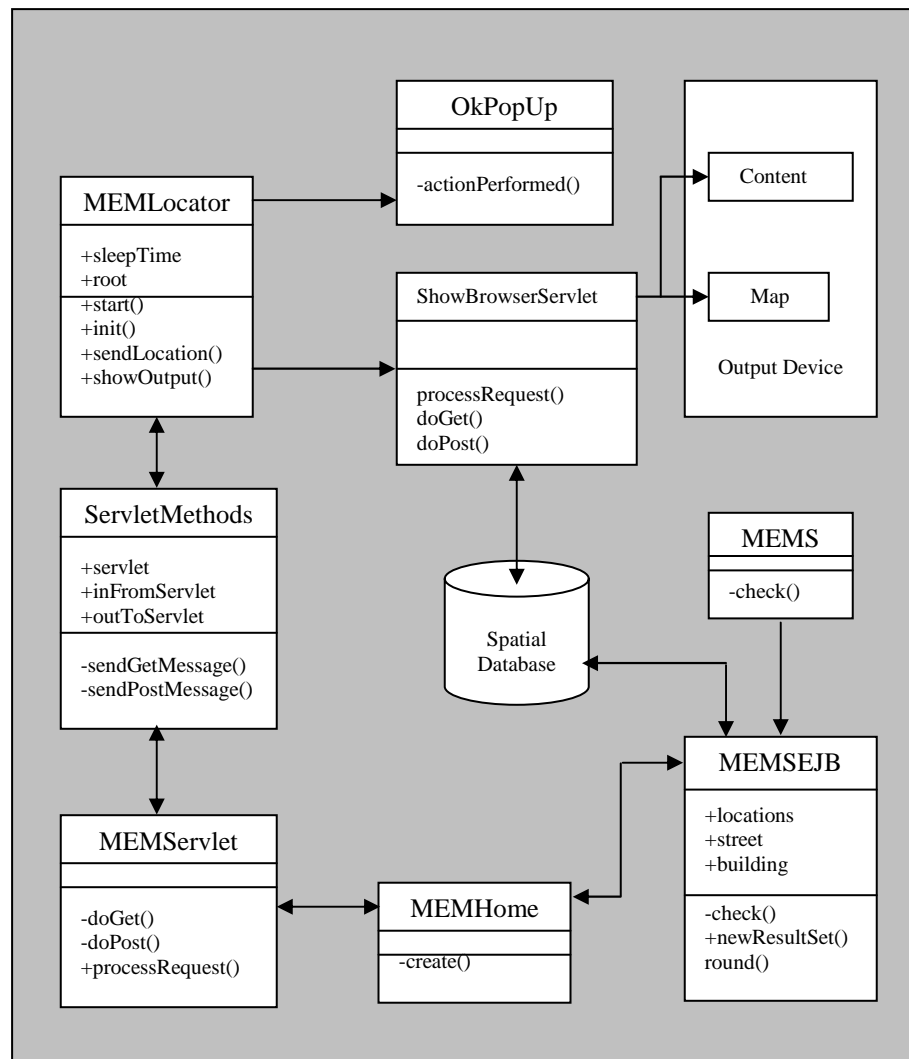 OkPopUp
-actionPerformed()
Content
Map
Output Device
MEMLocator
+sleepTime
+root
+start()
+init()
+sendLocation()
+showOutput()
ShowBrowserServlet
processRequest()
doGet()
doPost()
ServletMethods
+servlet
+inFromServlet
+outToServlet
-sendGetMessage()
-sendPostMessage()
Spatial
Database
MEMS
-check()
MEMSEJB
+locations
+street
+building
-check()
+newResultSet()
round()
MEMServlet
-doGet()
-doPost()
+processRequest()
MEMHome
-create()